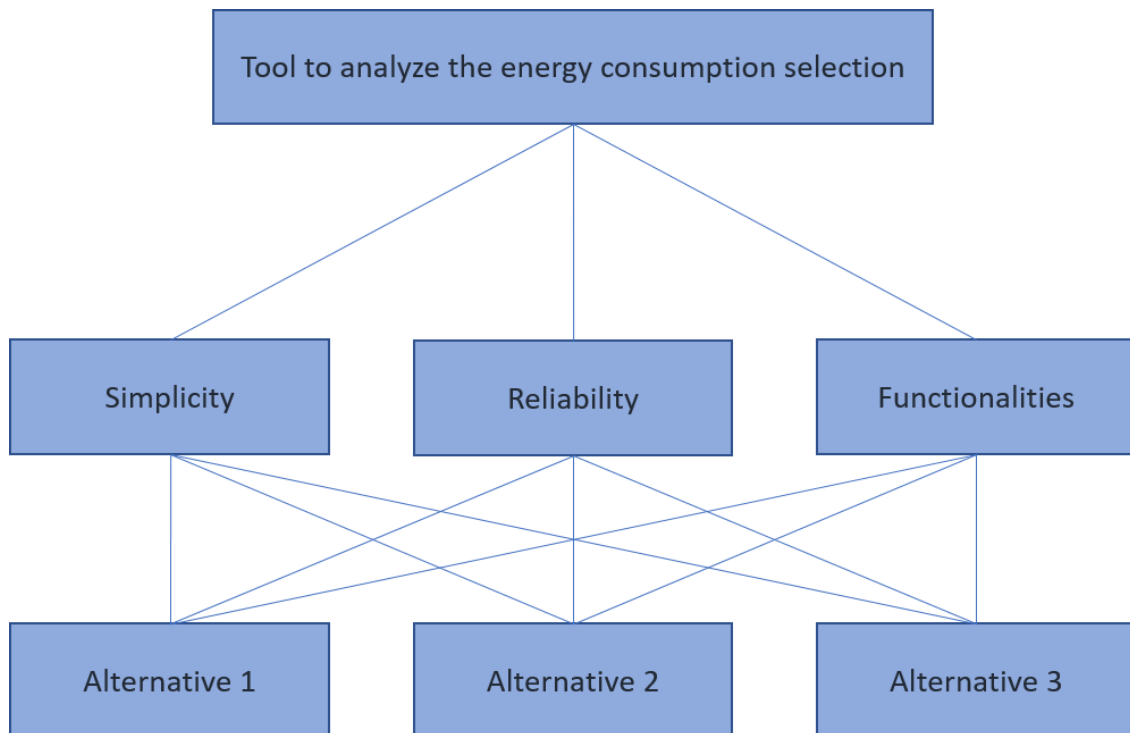 Tool to analyze the energy consumption selection
Simplicity
Reliability
Functionalities
Alternative 1
Alternative 2
Alternative 3